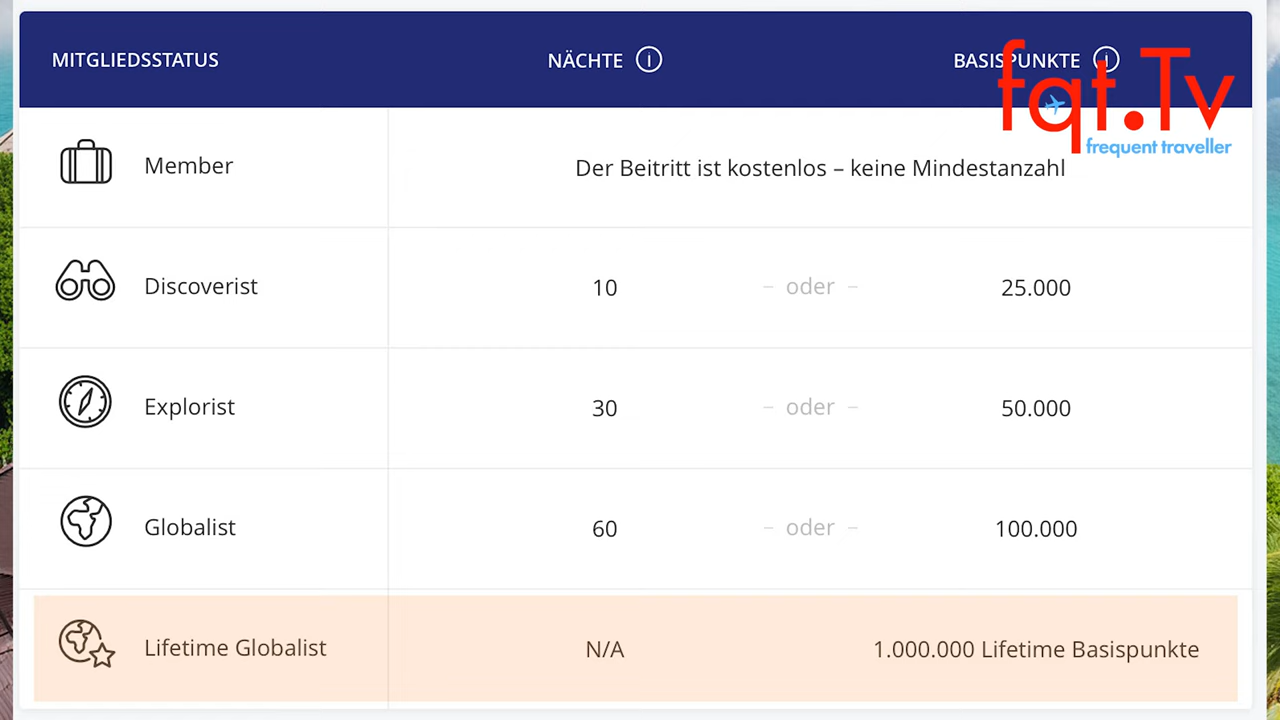 MITGLIEDSSTATUS NÄCHTE i BASISPUNKTE i
fqt.Tv
frequent traveller
Member Der Beitritt ist kostenlos – keine Mindestanzahl
Discoverist 10 – oder – 25.000
Explorist 30 – oder – 50.000
Globalist 60 – oder – 100.000
Lifetime Globalist N/A 1.000.000 Lifetime Basispunkte